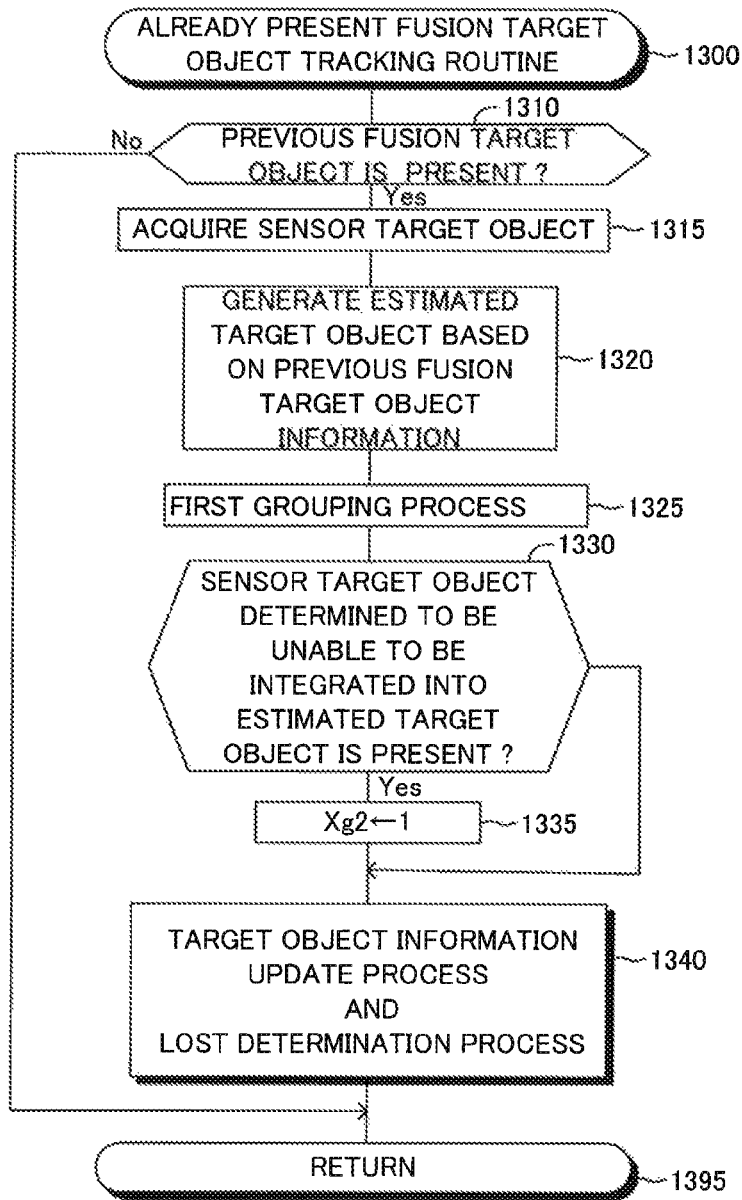 ALREADY PRESENT FUSION TARGET
OBJECT TRACKING ROUTINE
1300
1310
No
PREVIOUS FUSION TARGET
OBJECT IS PRESENT ?
Yes
ACQUIRE SENSOR TARGET OBJECT
1315
GENERATE ESTIMATED
TARGET OBJECT BASED
ON PREVIOUS FUSION
TARGET OBJECT
INFORMATION
1320
FIRST GROUPING PROCESS
1325
1330
SENSOR TARGET OBJECT
DETERMINED TO BE
UNABLE TO BE
INTEGRATED INTO
ESTIMATED TARGET
OBJECT IS PRESENT ?
Yes
Xg2←1
1335
TARGET OBJECT INFORMATION
UPDATE PROCESS
AND
LOST DETERMINATION PROCESS
1340
RETURN
1395